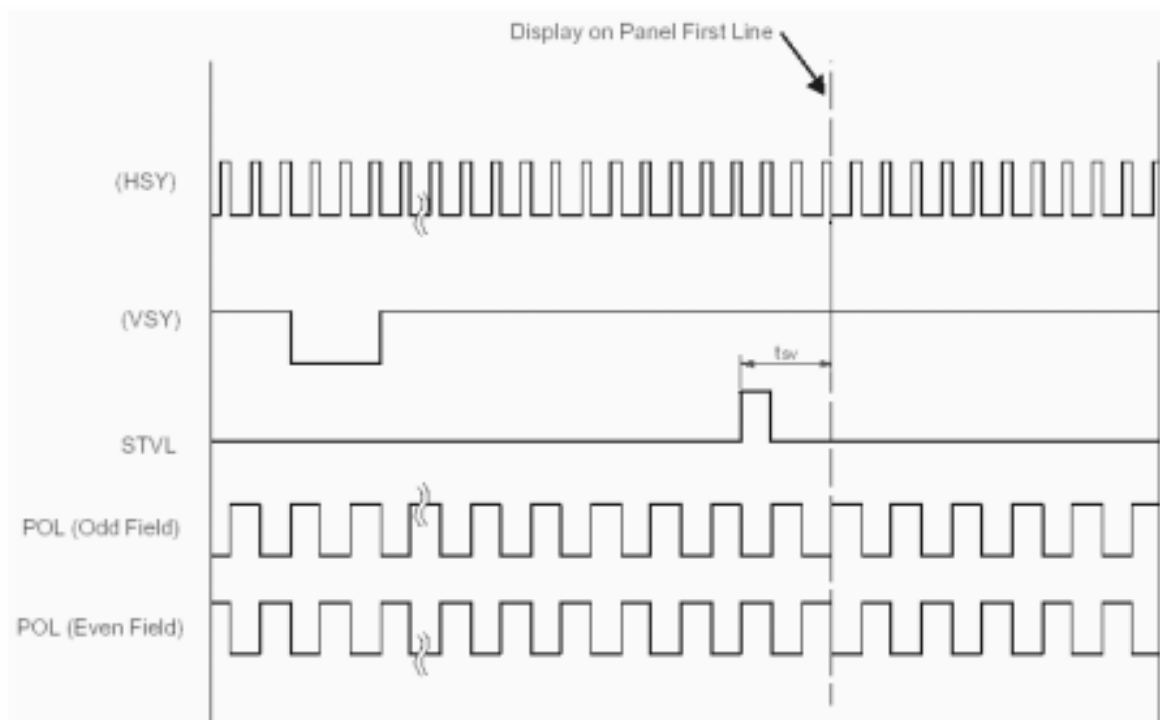 Display on Panel First Line
(HSY)
(VSY)
tsv
STVL
POL (Odd Field)
POL (Even Field)